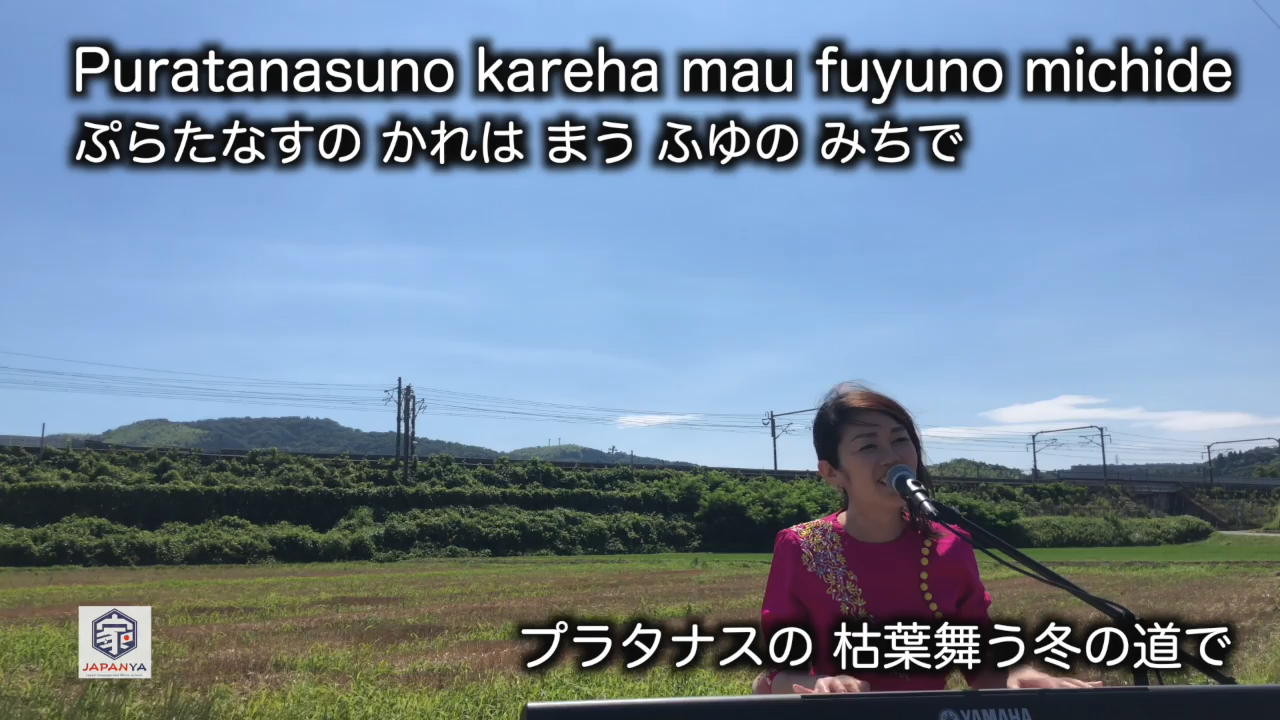 Puratanasuno kareha mau fuyuno michide
ぷらたなすの かれは まう ふゆの みちで
プラタナスの 枯葉舞う冬の道で
家
JAPANYA
YAMAHA